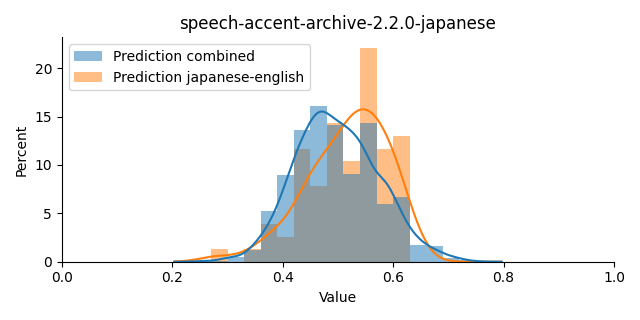 speech-accent-archive-2.2.0-japanese
Prediction combined
Prediction japanese-english
Percent
20
15
10
5
0
0.0 0.2 0.4 0.6 0.8 1.0
Value